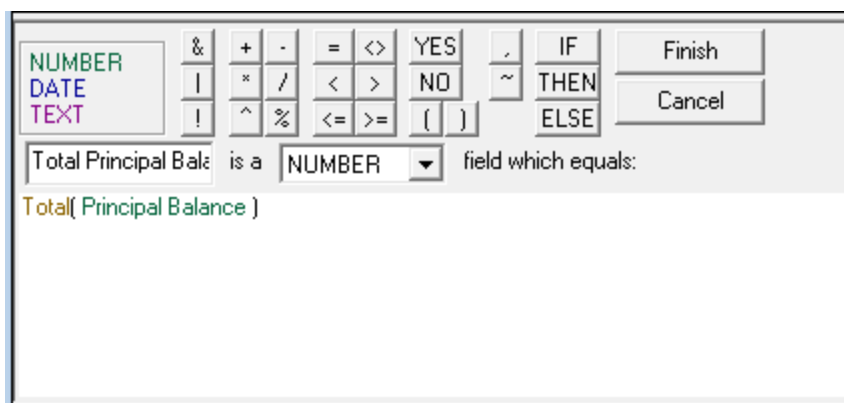 NUMBER
DATE
TEXT
& + - = <> YES , IF Finish
| * / < > NO ~ THEN Cancel
! ^ % <= >= ( ) ELSE
Total Principal Bala is a NUMBER field which equals:
Total( Principal Balance )